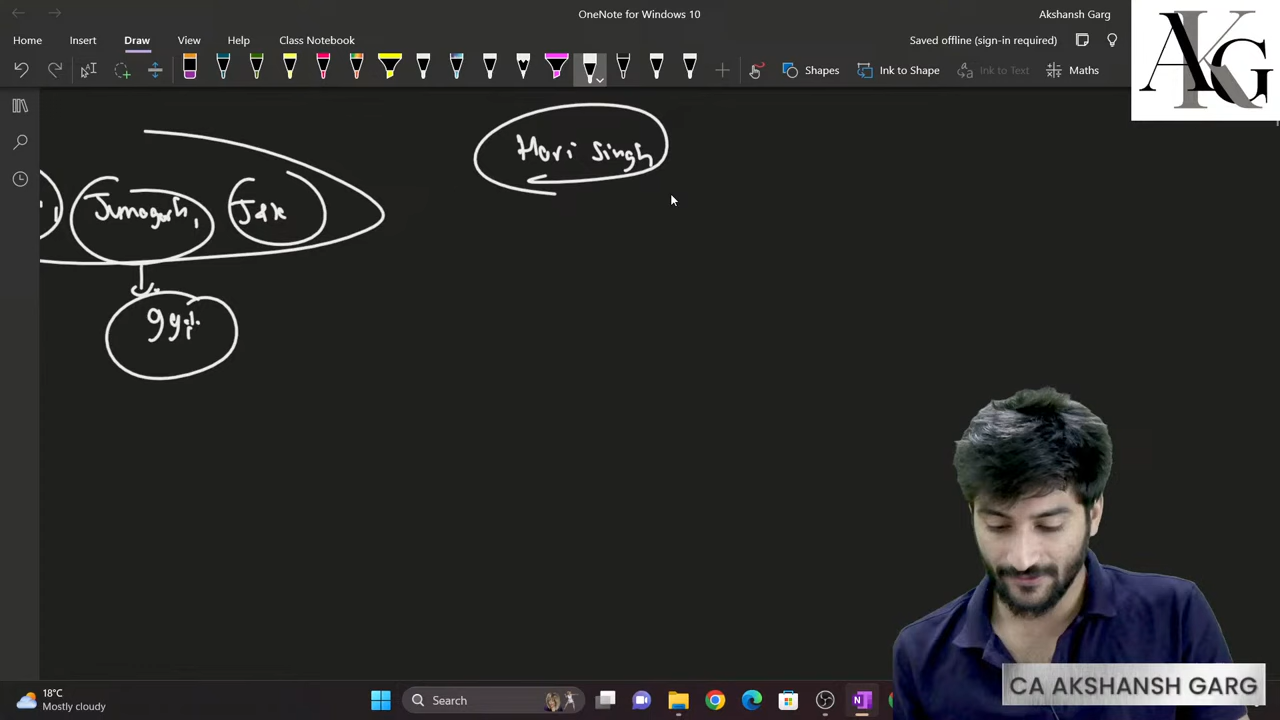 OneNote for Windows 10
Akshansh Garg
Home Insert Draw View Help Class Notebook
Saved offline (sign-in required)
Shapes Ink to Shape Ink to Text Maths
AKG
Hari Singh
Junagarh, J&K
99%
CA AKSHANSH GARG
18°C
Mostly cloudy
Search